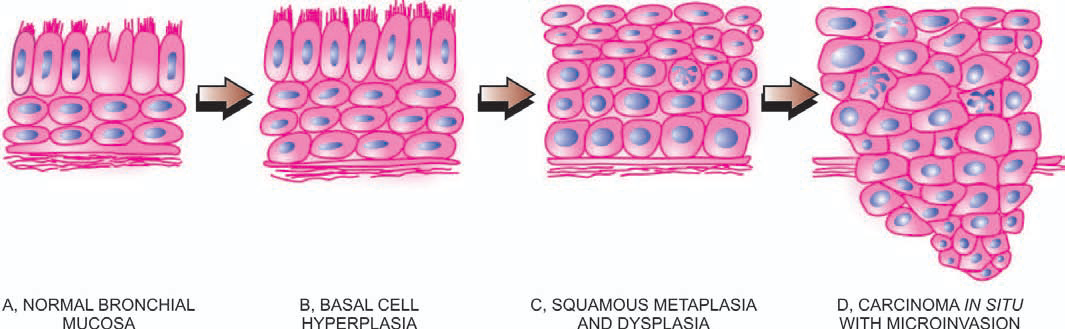 A, NORMAL BRONCHIAL
MUCOSA
B, BASAL CELL
HYPERPLASIA
C, SQUAMOUS METAPLASIA
AND DYSPLASIA
D, CARCINOMA IN SITU
WITH MICROINVASION